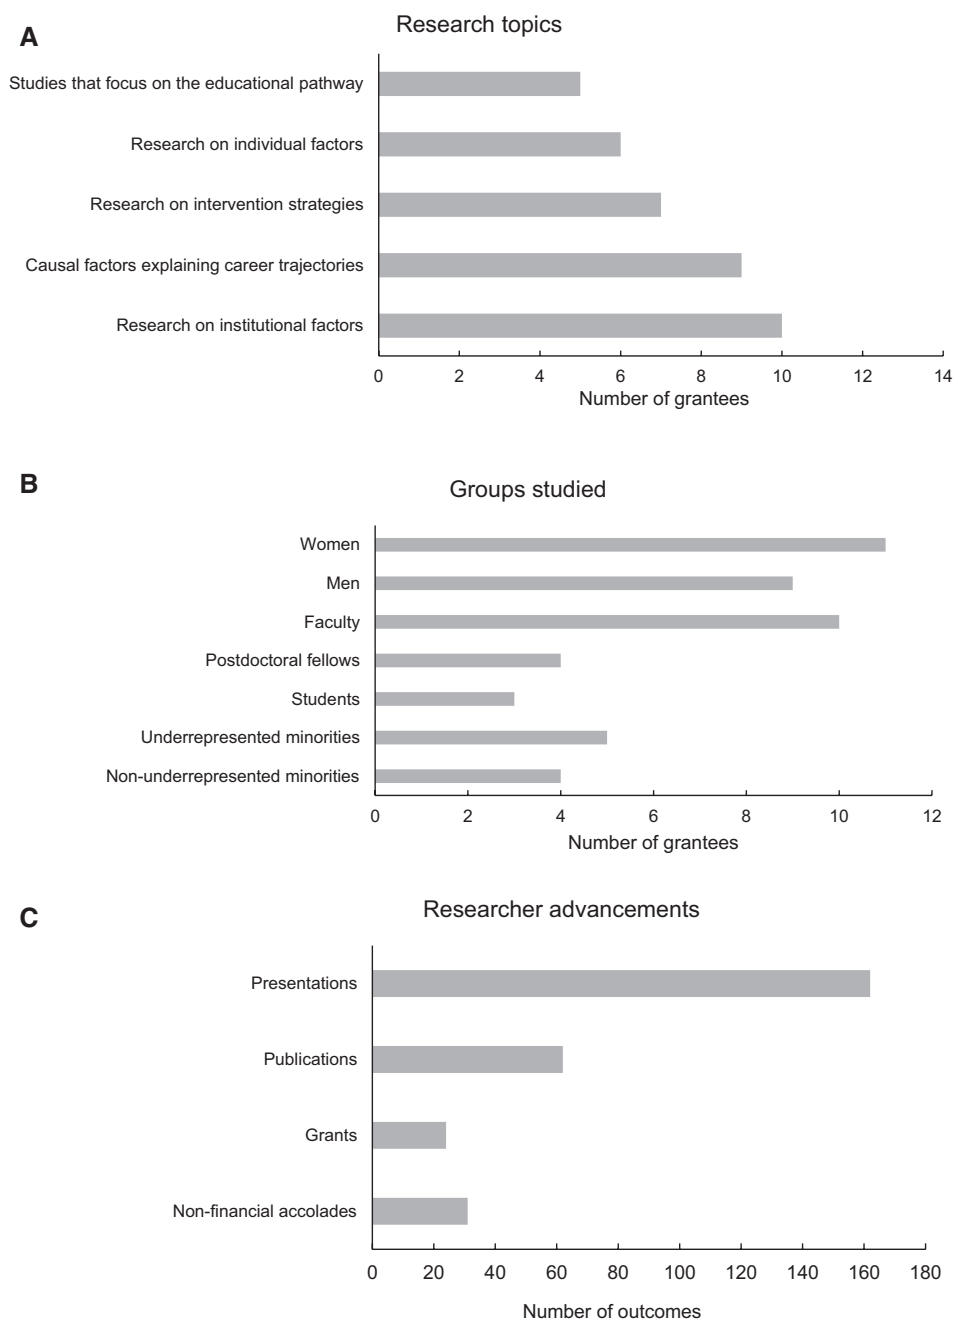 A
Research topics
Studies that focus on the educational pathway
Research on individual factors
Research on intervention strategies
Causal factors explaining career trajectories
Research on institutional factors
0 2 4 6 8 10 12 14
Number of grantees
B
Groups studied
Women
Men
Faculty
Postdoctoral fellows
Students
Underrepresented minorities
Non-underrepresented minorities
0 2 4 6 8 10 12
Number of grantees
C
Researcher advancements
Presentations
Publications
Grants
Non-financial accolades
0 20 40 60 80 100 120 140 160 180
Number of outcomes